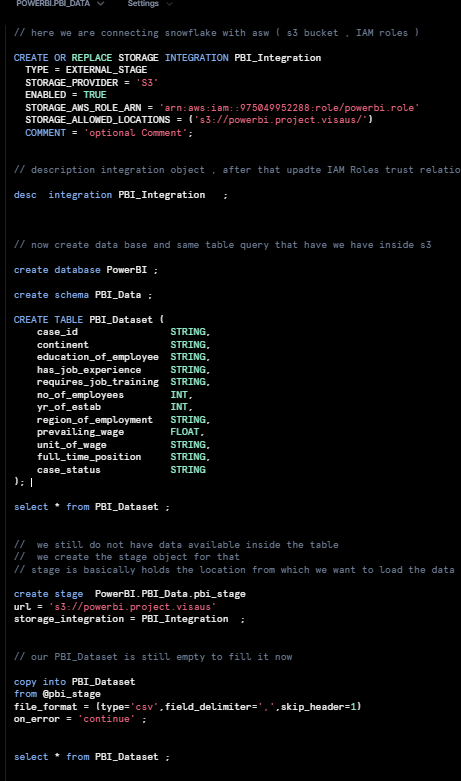 POWERBI.PBI_DATA Settings
// here we are connecting snowflake with asw ( s3 bucket , IAM roles )
CREATE OR REPLACE STORAGE INTEGRATION PBI_Integration
TYPE = EXTERNAL_STAGE
STORAGE_PROVIDER = 'S3'
ENABLED = TRUE
STORAGE_AWS_ROLE_ARN = 'arn:aws:iam::975049952288:role/powerbi.role'
STORAGE_ALLOWED_LOCATIONS = ('s3://powerbi.project.visaus/')
COMMENT = 'optional Comment';
// description integration object , after that upadte IAM Roles trust relatio
desc integration PBI_Integration ;
// now create data base and same table query that have we have inside s3
create database PowerBI ;
create schema PBI_Data ;
CREATE TABLE PBI_Dataset (
case_id STRING,
continent STRING,
education_of_employee STRING,
has_job_experience STRING,
requires_job_training STRING,
no_of_employees INT,
yr_of_estab INT,
region_of_employment STRING,
prevailing_wage FLOAT,
unit_of_wage STRING,
full_time_position STRING,
case_status STRING
);
select * from PBI_Dataset ;
// we still do not have data available inside the table
// we create the stage object for that
// stage is basically holds the location from which we want to load the data
create stage PowerBI.PBI_Data.pbi_stage
url = 's3://powerbi.project.visaus'
storage_integration = PBI_Integration ;
// our PBI_Dataset is still empty to fill it now
copy into PBI_Dataset
from @pbi_stage
file_format = (type='csv',field_delimiter=',',skip_header=1)
on_error = 'continue' ;
select * from PBI_Dataset ;